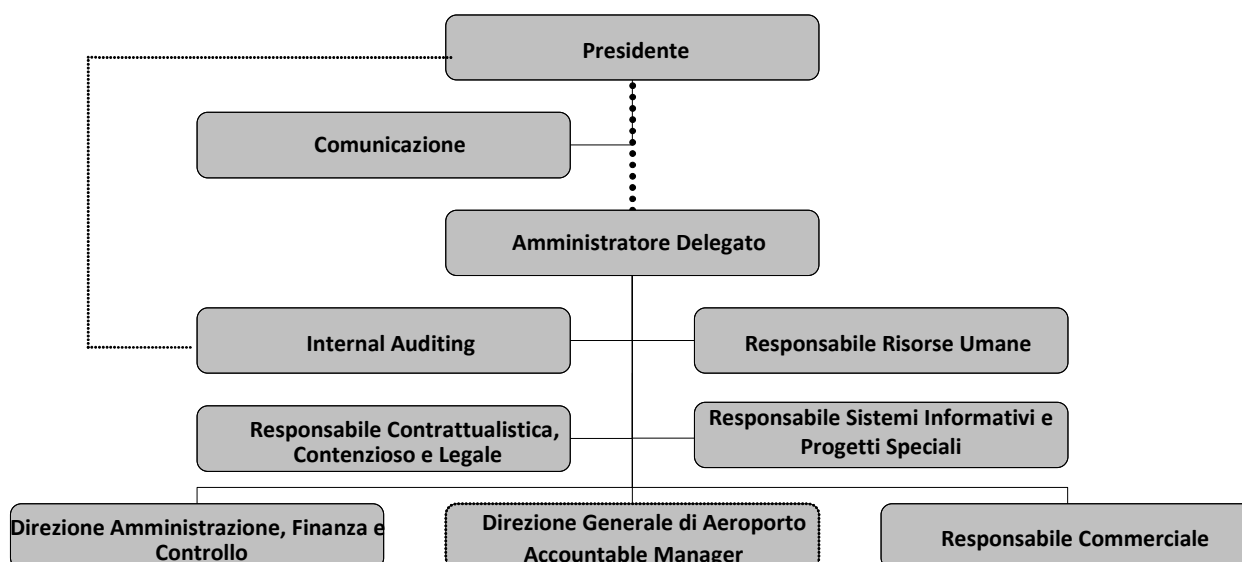 Presidente
Comunicazione
Amministratore Delegato
Internal Auditing
Responsabile Risorse Umane
Responsabile Contrattualistica,
Contenzioso e Legale
Responsabile Sistemi Informativi e
Progetti Speciali
Direzione Amministrazione, Finanza e
Controllo
Direzione Generale di Aeroporto
Accountable Manager
Responsabile Commerciale